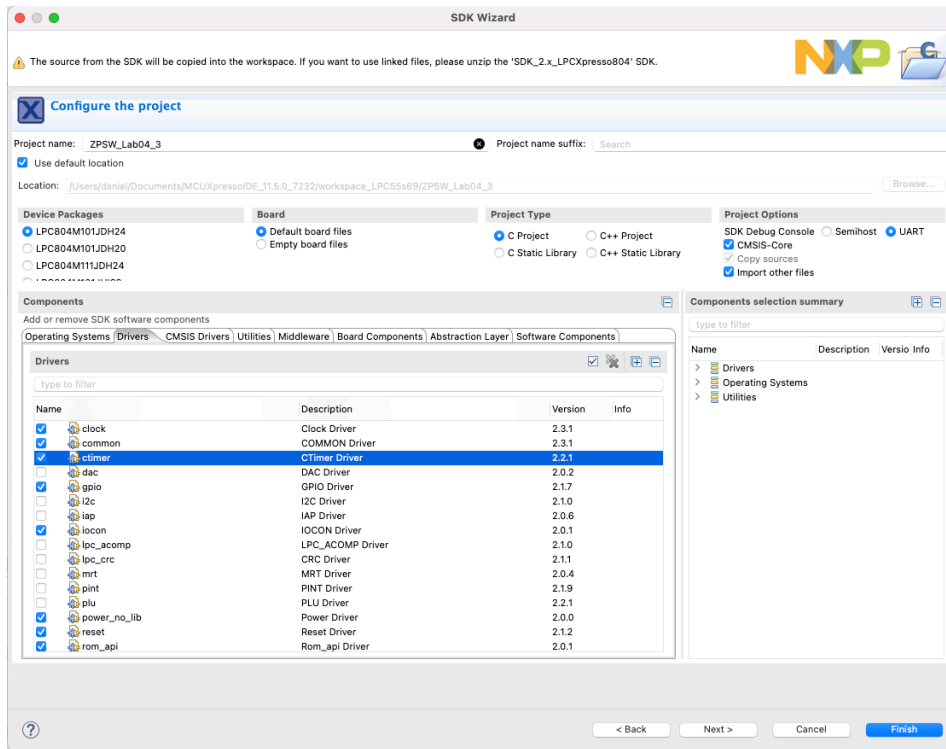 SDK Wizard
The source from the SDK will be copied into the workspace. If you want to use linked files, please unzip the 'SDK_2.x_LPCXpresso804' SDK.
NXP
C
Configure the project
Project name: ZPSW_Lab04_3 Project name suffix: Search
Use default location
Location: /Users/daniel/Documents/MCUXpressoIDE_11.5.0_7232/workspace_LPC55s69/ZPSW_Lab04_3 Browse...
Device Packages Board Project Type Project Options
LPC804M101JDH24 Default board files C Project C++ Project SDK Debug Console Semihost UART
LPC804M101JDH20 Empty board files C Static Library C++ Static Library CMSIS-Core
LPC804M111JDH24 Copy sources
Import other files
Components Components selection summary
Add or remove SDK software components
Operating Systems Drivers CMSIS Drivers Utilities Middleware Board Components Abstraction Layer Software Components type to filter
Drivers Name Description Versio Info
type to filter Drivers
Name Description Version Info Operating Systems
Utilities
clock Clock Driver 2.3.1
common COMMON Driver 2.3.1
ctimer CTimer Driver 2.2.1
dac DAC Driver 2.0.2
gpio GPIO Driver 2.1.7
i2c I2C Driver 2.1.0
iap IAP Driver 2.0.6
iocon IOCON Driver 2.0.1
lpc_acomp LPC_ACOMP Driver 2.1.0
lpc_crc CRC Driver 2.1.1
mrt MRT Driver 2.0.4
pint PINT Driver 2.1.9
plu PLU Driver 2.2.1
power_no_lib Power Driver 2.0.0
reset Reset Driver 2.1.2
rom_api Rom_api Driver 2.0.1
? < Back Next > Cancel Finish